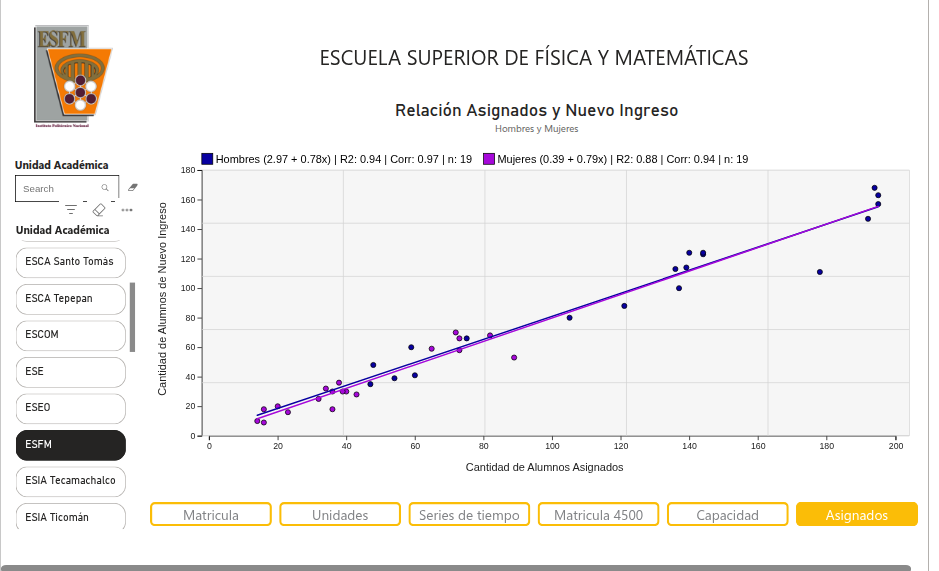 ESFM
Instituto Politécnico Nacional
ESCUELA SUPERIOR DE FÍSICA Y MATEMÁTICAS
Relación Asignados y Nuevo Ingreso
Hombres y Mujeres
Unidad Académica
Search
Unidad Académica
ESCA Santo Tomás
ESCA Tepepan
ESCOM
ESE
ESEO
ESFM
ESIA Tecamachalco
ESIA Ticomán
Hombres (2.97 + 0.78x) | R2: 0.94 | Corr: 0.97 | n: 19
Mujeres (0.39 + 0.79x) | R2: 0.88 | Corr: 0.94 | n: 19
Cantidad de Alumnos de Nuevo Ingreso
180
160
140
120
100
80
60
40
20
0
0 20 40 60 80 100 120 140 160 180 200
Cantidad de Alumnos Asignados
Matricula
Unidades
Series de tiempo
Matricula 4500
Capacidad
Asignados